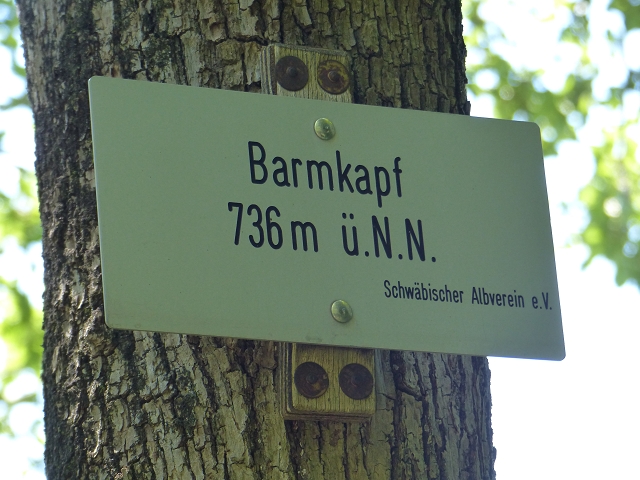 Barmkapf
736m ü.N.N.
Schwäbischer Albverein e.V.